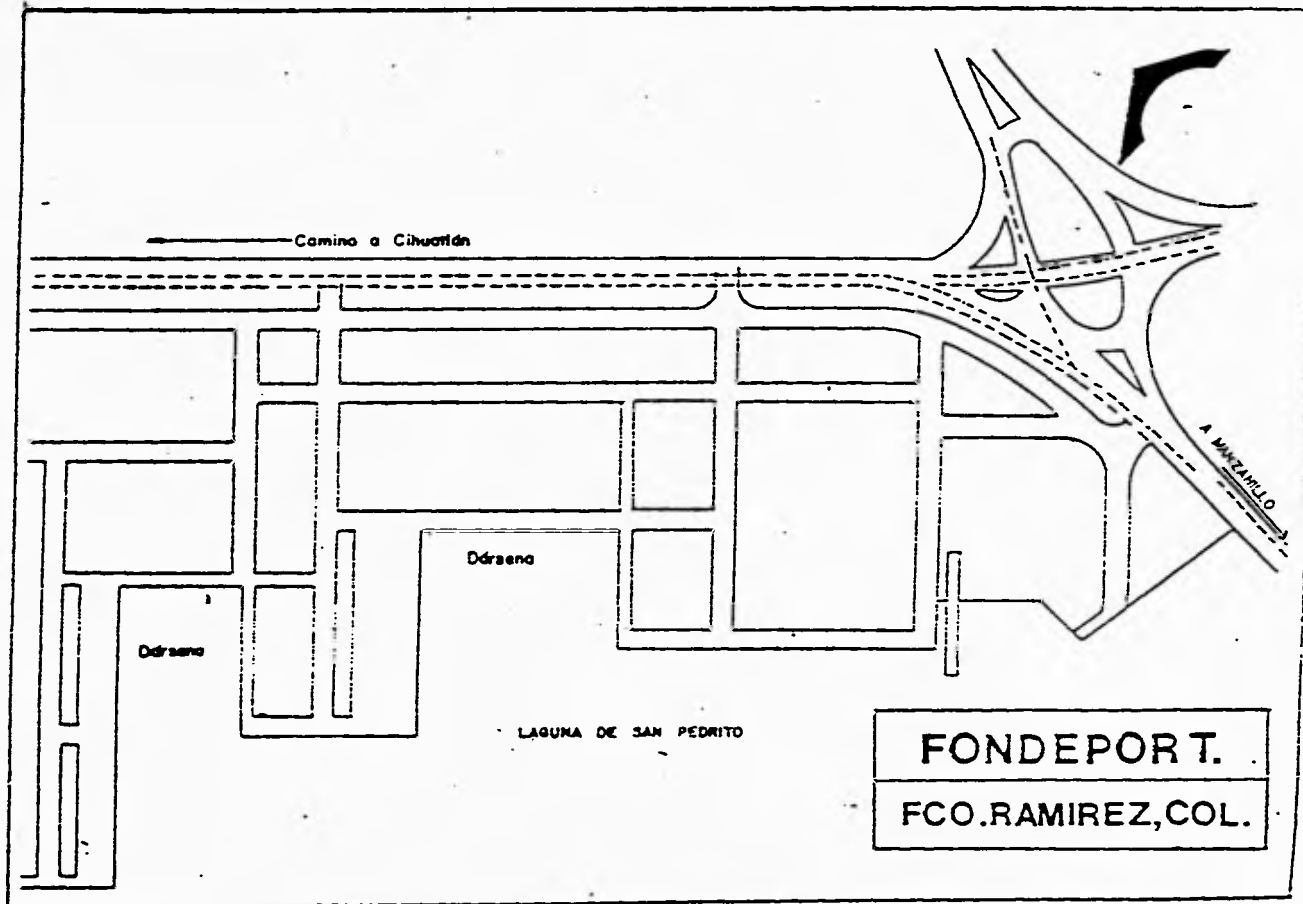 Camino a Cihuatlán
A MANZANILLO
Dársena
Dársena
LAGUNA DE SAN PEDRITO
FONDEPORT.
FCO.RAMIREZ,COL.